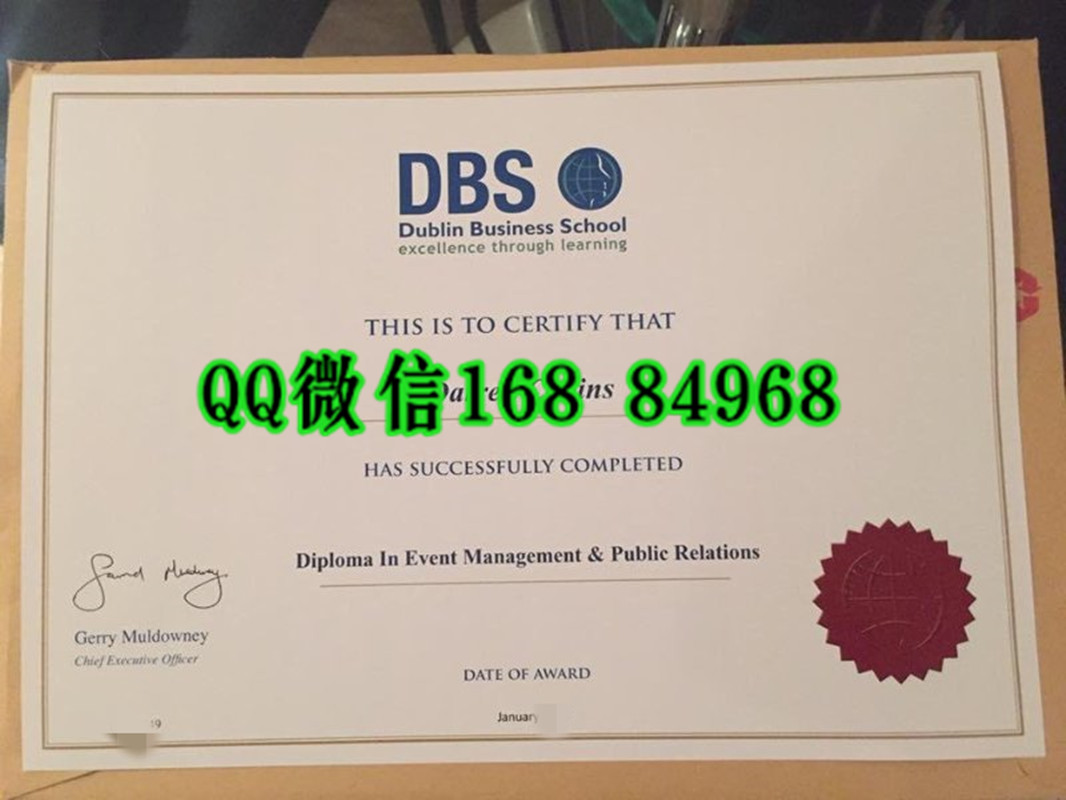 DBS
Dublin Business School
excellence through learning
THIS IS TO CERTIFY THAT
QQ微信168 84968
HAS SUCCESSFULLY COMPLETED
Diploma In Event Management & Public Relations
Gerry Muldowney
Chief Executive Officer
DATE OF AWARD
January